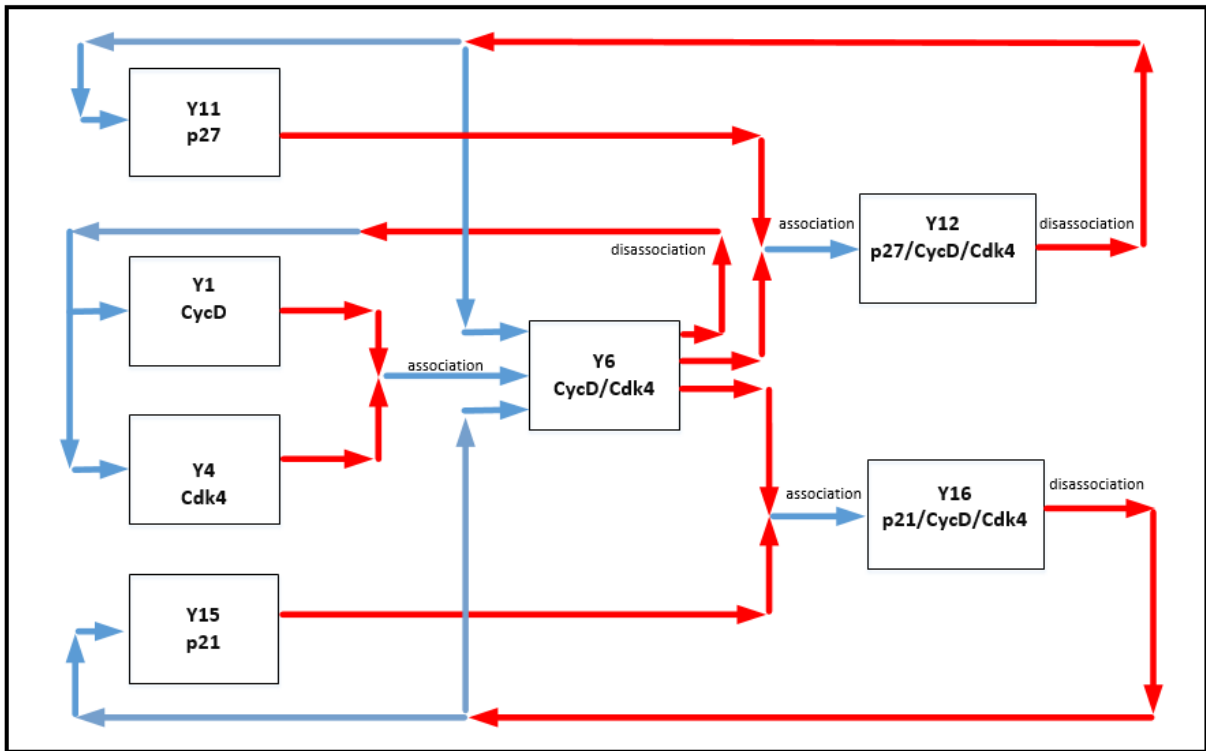 Y11
p27
association
Y12
p27/CycD/Cdk4
disassociation
disassociation
Y1
CycD
association
Y6
CycD/Cdk4
Y4
Cdk4
association
Y16
p21/CycD/Cdk4
disassociation
Y15
p21